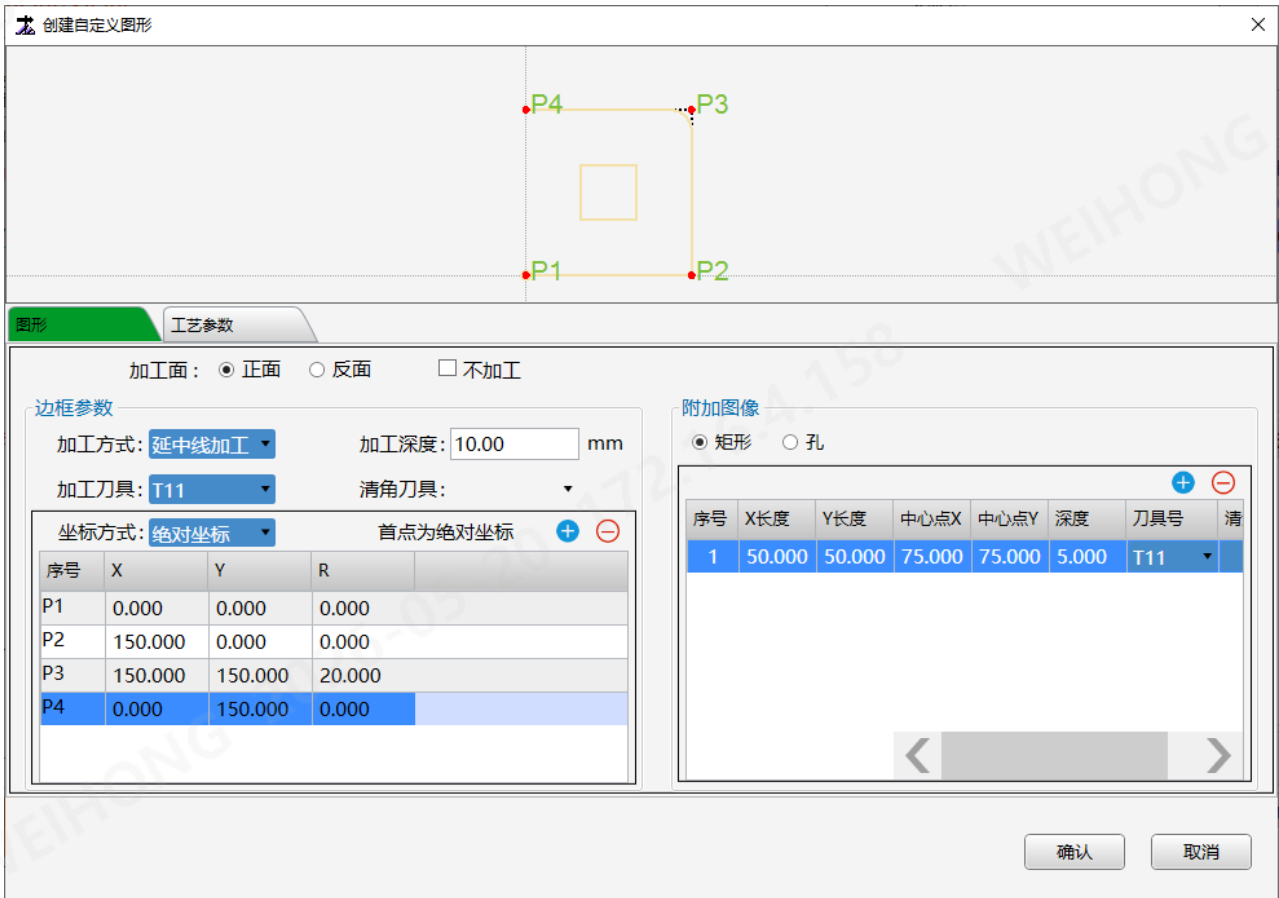 创建自定义图形
P4 P3
P1 P2
图形 工艺参数
加工面: 正面 反面 不加工
边框参数
加工方式: 延中线加工 加工深度: 10.00 mm
加工刀具: T11 清角刀具:
坐标方式: 绝对坐标 首点为绝对坐标
序号 X Y R
P1 0.000 0.000 0.000
P2 150.000 0.000 0.000
P3 150.000 150.000 20.000
P4 0.000 150.000 0.000
附加图像
矩形 孔
序号 X长度 Y长度 中心点X 中心点Y 深度 刀具号 清
1 50.000 50.000 75.000 75.000 5.000 T11
确认 取消
WEIHONG